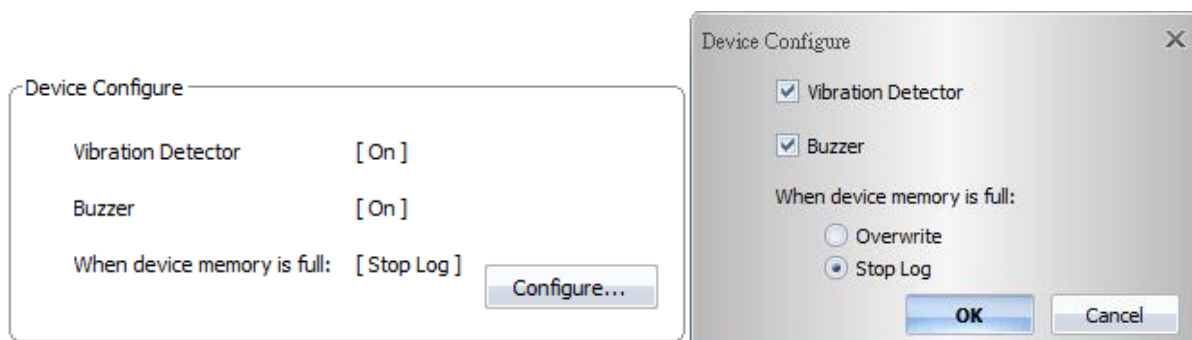 Device Configure
Vibration Detector [ On ]
Buzzer [ On ]
When device memory is full: [ Stop Log ]
Configure...
Device Configure
Vibration Detector
Buzzer
When device memory is full:
Overwrite
Stop Log
OK Cancel